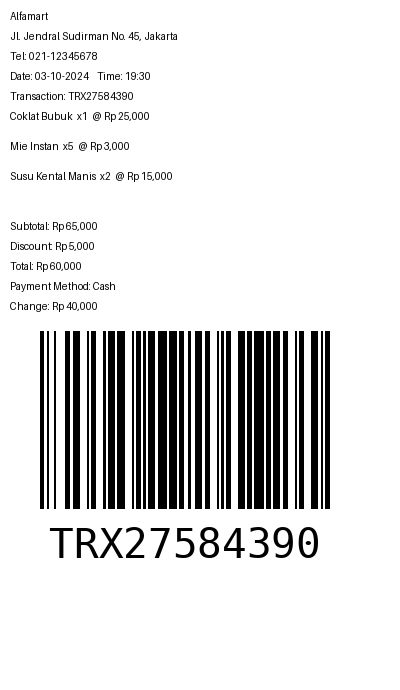 Alfamart
Jl. Jendral Sudirman No. 45, Jakarta
Tel: 021-12345678
Date: 03-10-2024 Time: 19:30
Transaction: TRX27584390
Coklat Bubuk x1 @ Rp 25,000
Mie Instan x5 @ Rp 3,000
Susu Kental Manis x2 @ Rp 15,000
Subtotal: Rp 65,000
Discount: Rp 5,000
Total: Rp 60,000
Payment Method: Cash
Change: Rp 40,000
TRX27584390